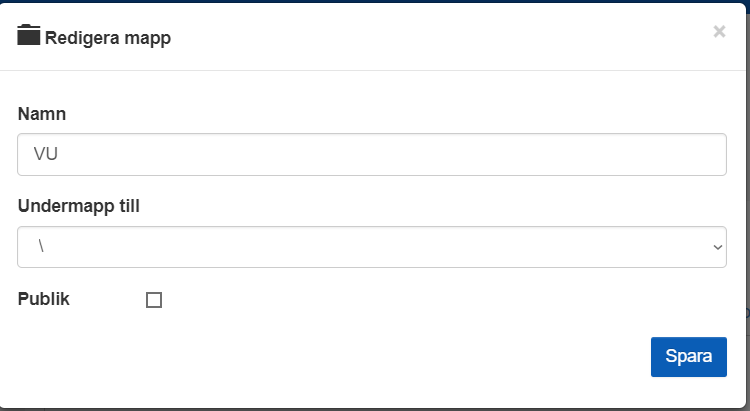 Redigera mapp
×
Namn
VU
Undermapp till
\
Publik
Spara